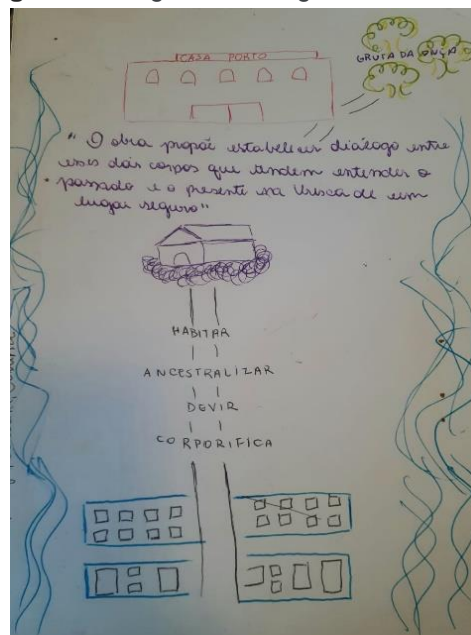 CASA PORTO
GRUTA DA ONÇA
"O obra propõe estabelecer diálogo entre
esses dois corpos que tendem entender o
passado e o presente na busca de um
lugar seguro"
HABITAR
ANCESTRALIZAR
DEVIR
CORPORIFICA